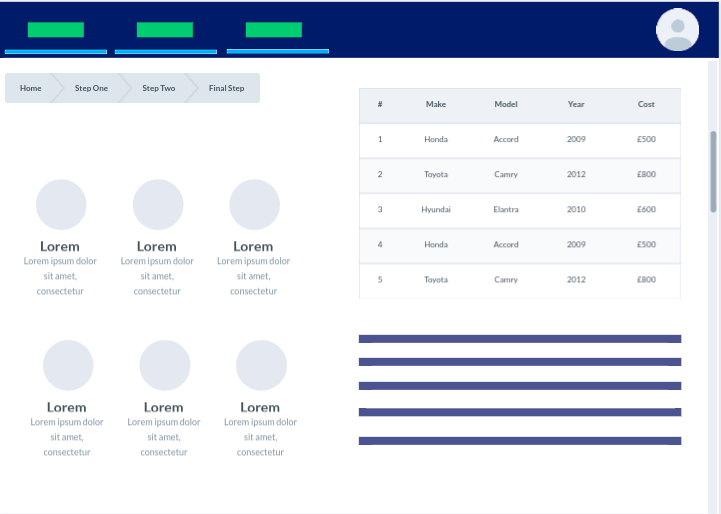 Home Step One Step Two Final Step
# Make Model Year Cost
1 Honda Accord 2009 £500
2 Toyota Camry 2012 £800
3 Hyundai Elantra 2010 £600
4 Honda Accord 2009 £500
5 Toyota Camry 2012 £800
Lorem
Lorem ipsum dolor
sit amet,
consectetur
Lorem
Lorem ipsum dolor
sit amet,
consectetur
Lorem
Lorem ipsum dolor
sit amet,
consectetur
Lorem
Lorem ipsum dolor
sit amet,
consectetur
Lorem
Lorem ipsum dolor
sit amet,
consectetur
Lorem
Lorem ipsum dolor
sit amet,
consectetur